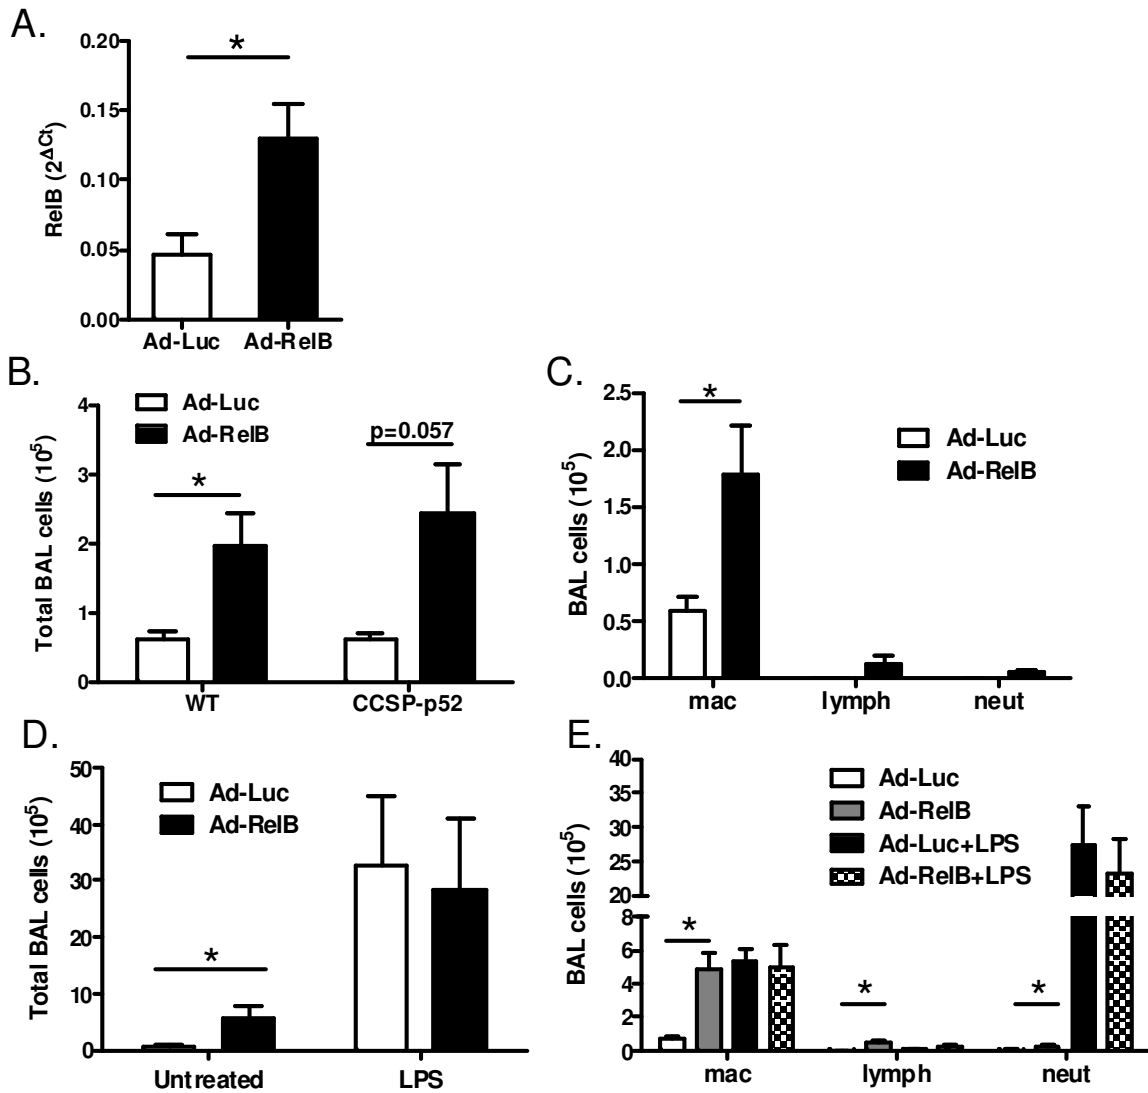 A.
0.20
0.15
0.10
0.05
0.00
RelB (2^ΔCt)
*
Ad-Luc Ad-RelB
B.
4
3
2
1
0
Total BAL cells (10^5)
Ad-Luc
Ad-RelB
*
p=0.057
WT CCSP-p52
C.
2.5
2.0
1.5
1.0
0.5
0.0
BAL cells (10^5)
*
Ad-Luc
Ad-RelB
mac lymph neut
D.
50
40
30
20
10
0
Total BAL cells (10^5)
Ad-Luc
Ad-RelB
*
Untreated LPS
E.
40
35
30
25
20
8
6
4
2
0
BAL cells (10^5)
Ad-Luc
Ad-RelB
Ad-Luc+LPS
Ad-RelB+LPS
*
*
*
mac lymph neut